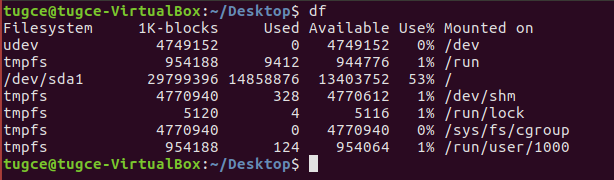 tugce@tugce-VirtualBox:~/Desktop$ df
Filesystem     1K-blocks     Used Available Use% Mounted on
udev             4749152        0   4749152   0% /dev
tmpfs             954188     9412    944776   1% /run
/dev/sda1       29799396 14858876  13403752  53% /
tmpfs            4770940      328   4770612   1% /dev/shm
tmpfs               5120        4      5116   1% /run/lock
tmpfs            4770940        0   4770940   0% /sys/fs/cgroup
tmpfs             954188      124    954064   1% /run/user/1000
tugce@tugce-VirtualBox:~/Desktop$